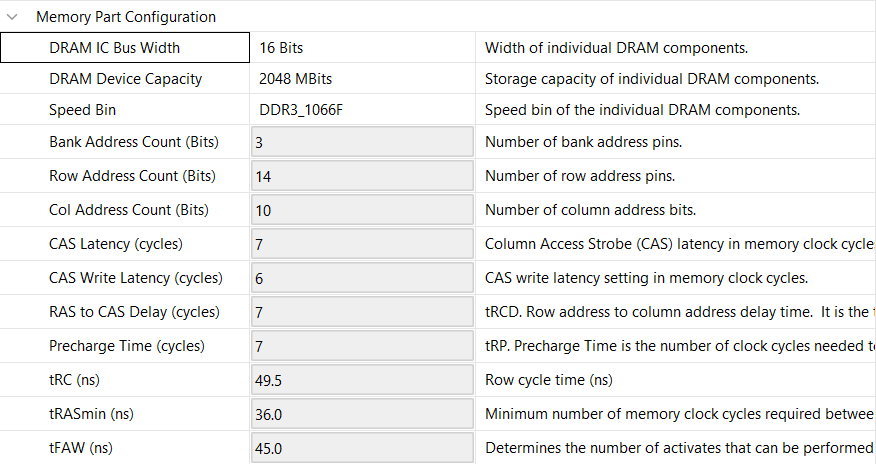 Memory Part Configuration
DRAM IC Bus Width 16 Bits Width of individual DRAM components.
DRAM Device Capacity 2048 MBits Storage capacity of individual DRAM components.
Speed Bin DDR3_1066F Speed bin of the individual DRAM components.
Bank Address Count (Bits) 3 Number of bank address pins.
Row Address Count (Bits) 14 Number of row address pins.
Col Address Count (Bits) 10 Number of column address bits.
CAS Latency (cycles) 7 Column Access Strobe (CAS) latency in memory clock cycle
CAS Write Latency (cycles) 6 CAS write latency setting in memory clock cycles.
RAS to CAS Delay (cycles) 7 tRCD. Row address to column address delay time. It is the
Precharge Time (cycles) 7 tRP. Precharge Time is the number of clock cycles needed
tRC (ns) 49.5 Row cycle time (ns)
tRASmin (ns) 36.0 Minimum number of memory clock cycles required betwee
tFAW (ns) 45.0 Determines the number of activates that can be performed